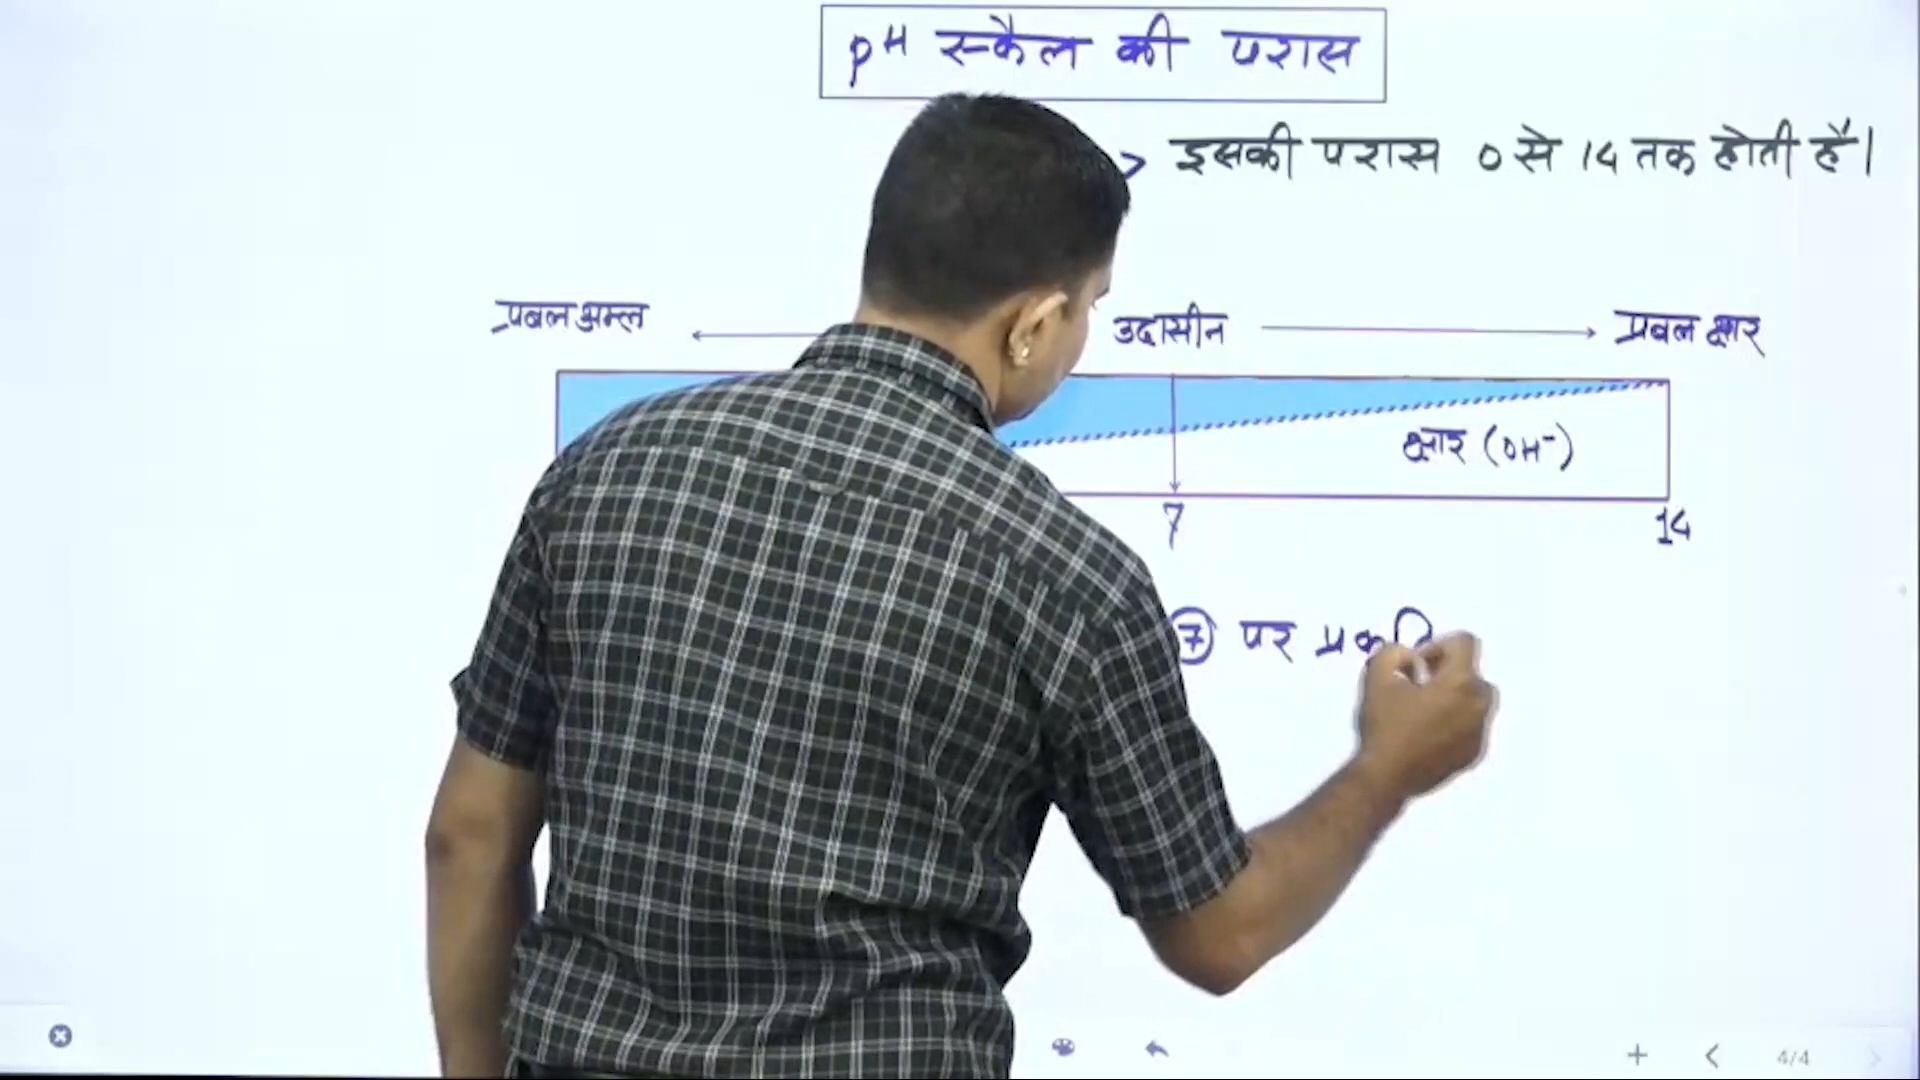 pH स्कैल की परास
> इसकी परास 0 से 14 तक होती है।
प्रबल अम्ल ← उदासीन → प्रबल क्षार
क्षार (OH⁻)
7 14
⑦ पर प्रकृति
4/4